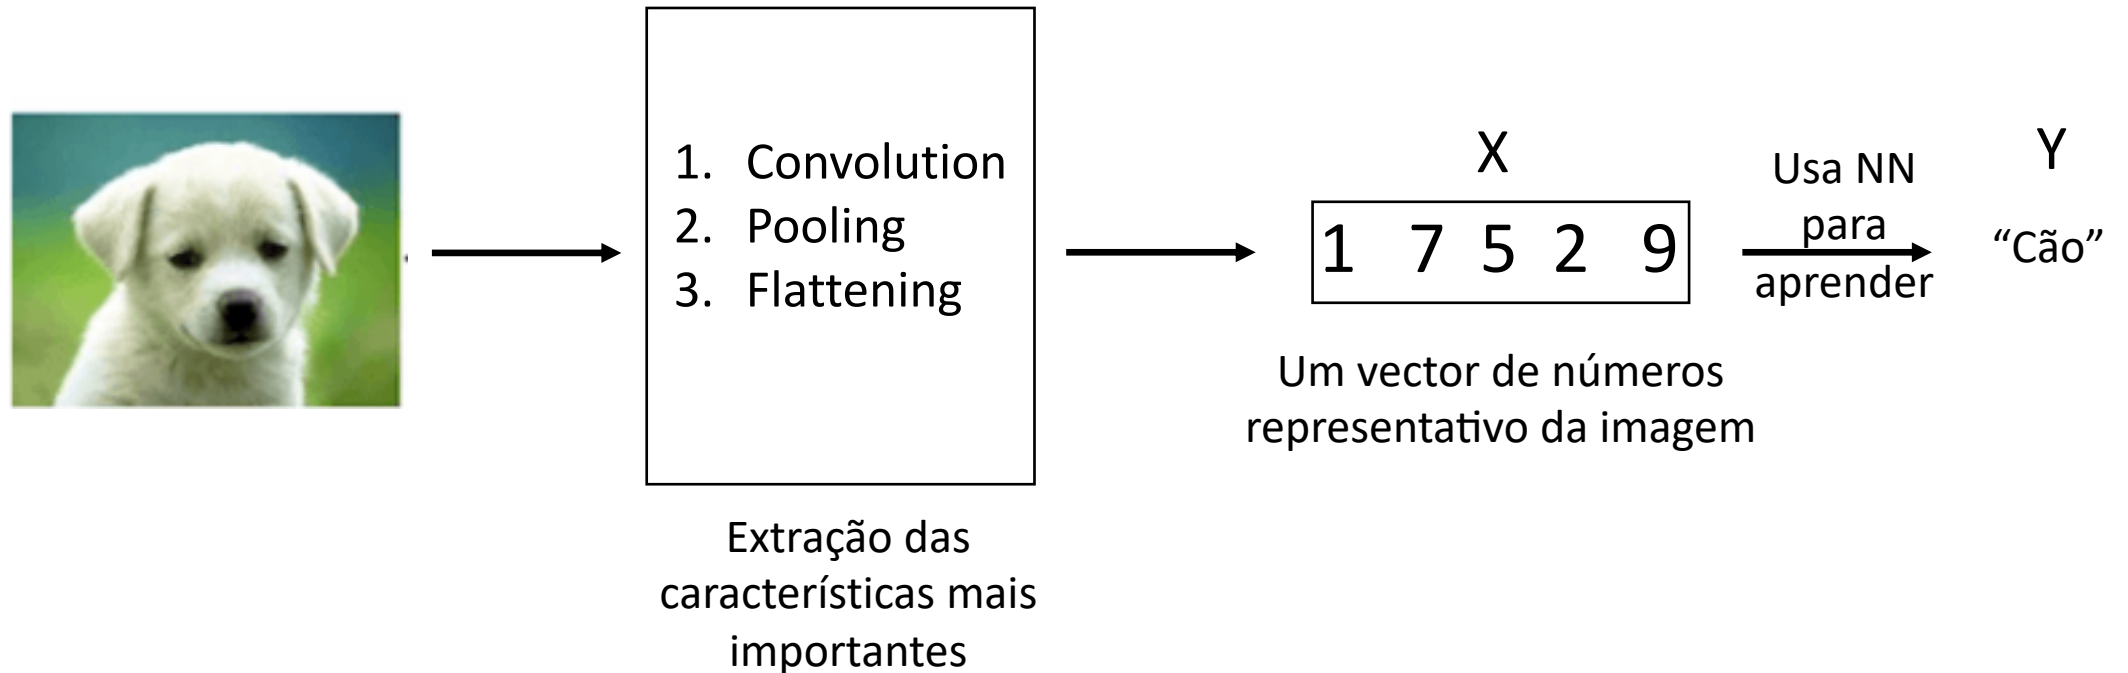 1. Convolution
2. Pooling
3. Flattening
Extração das
características mais
importantes
X
1 7 5 2 9
Um vector de números
representativo da imagem
Usa NN
para
aprender
Y
“Cão”